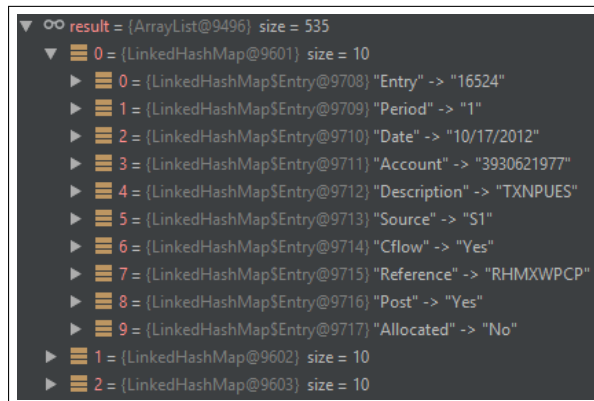 result = {ArrayList@9496} size = 535
0 = {LinkedHashMap@9601} size = 10
0 = {LinkedHashMap$Entry@9708} "Entry" -> "16524"
1 = {LinkedHashMap$Entry@9709} "Period" -> "1"
2 = {LinkedHashMap$Entry@9710} "Date" -> "10/17/2012"
3 = {LinkedHashMap$Entry@9711} "Account" -> "3930621977"
4 = {LinkedHashMap$Entry@9712} "Description" -> "TXNPUES"
5 = {LinkedHashMap$Entry@9713} "Source" -> "S1"
6 = {LinkedHashMap$Entry@9714} "Cflow" -> "Yes"
7 = {LinkedHashMap$Entry@9715} "Reference" -> "RHMXWPCP"
8 = {LinkedHashMap$Entry@9716} "Post" -> "Yes"
9 = {LinkedHashMap$Entry@9717} "Allocated" -> "No"
1 = {LinkedHashMap@9602} size = 10
2 = {LinkedHashMap@9603} size = 10